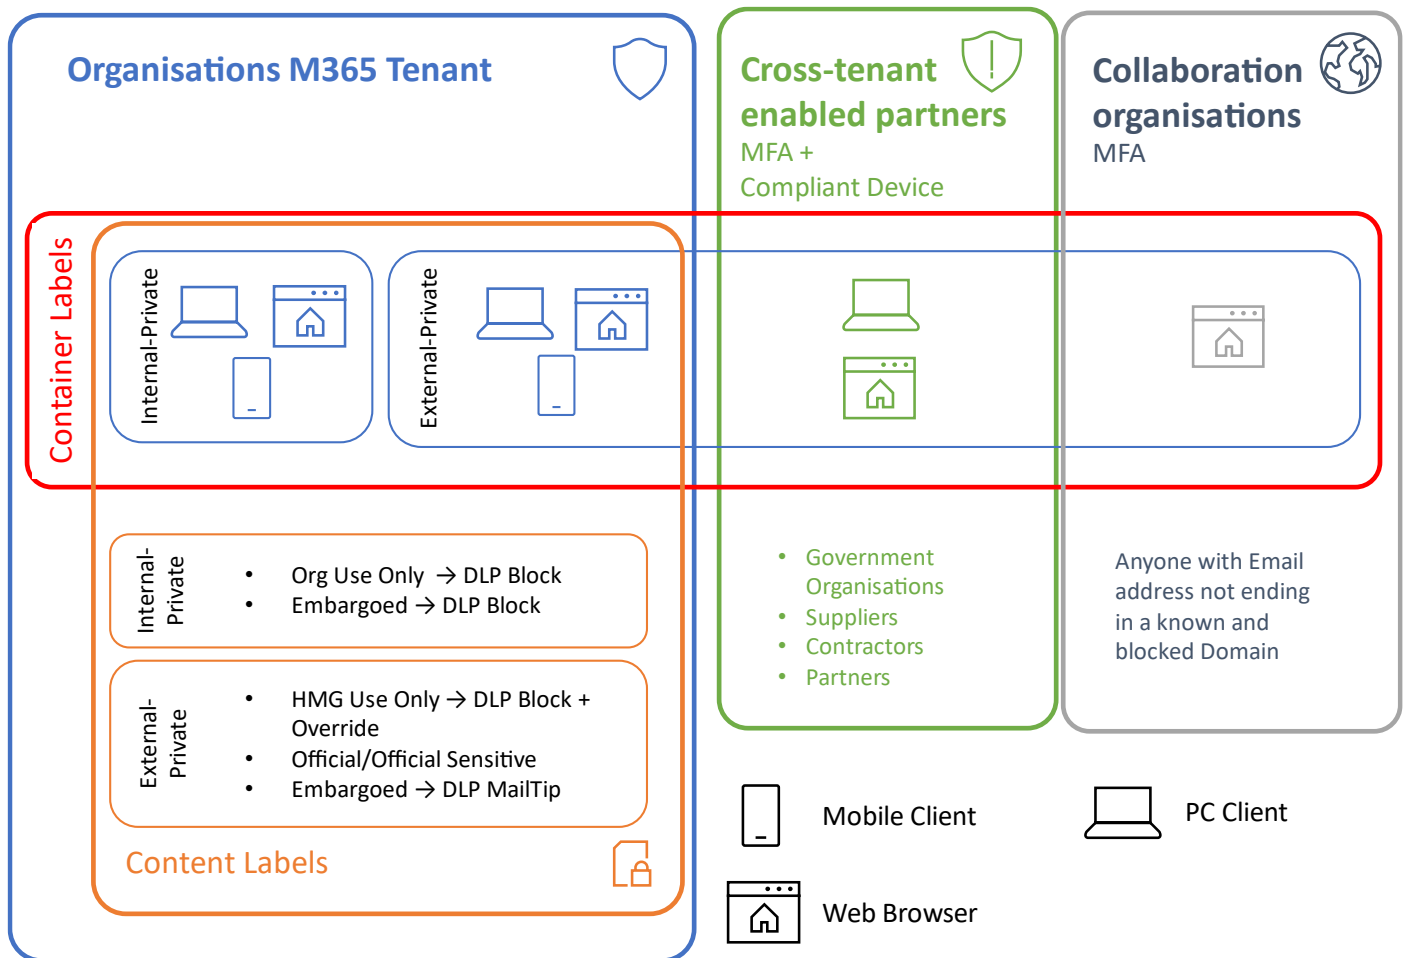 Organisations M365 Tenant
Cross-tenant
enabled partners
MFA +
Compliant Device
Collaboration
organisations
MFA
Container Labels
Internal-Private
External-Private
Internal-
Private
• Org Use Only → DLP Block
• Embargoed → DLP Block
External-
Private
• HMG Use Only → DLP Block +
Override
• Official/Official Sensitive
• Embargoed → DLP MailTip
Content Labels
• Government
Organisations
• Suppliers
• Contractors
• Partners
Anyone with Email
address not ending
in a known and
blocked Domain
Mobile Client
PC Client
Web Browser